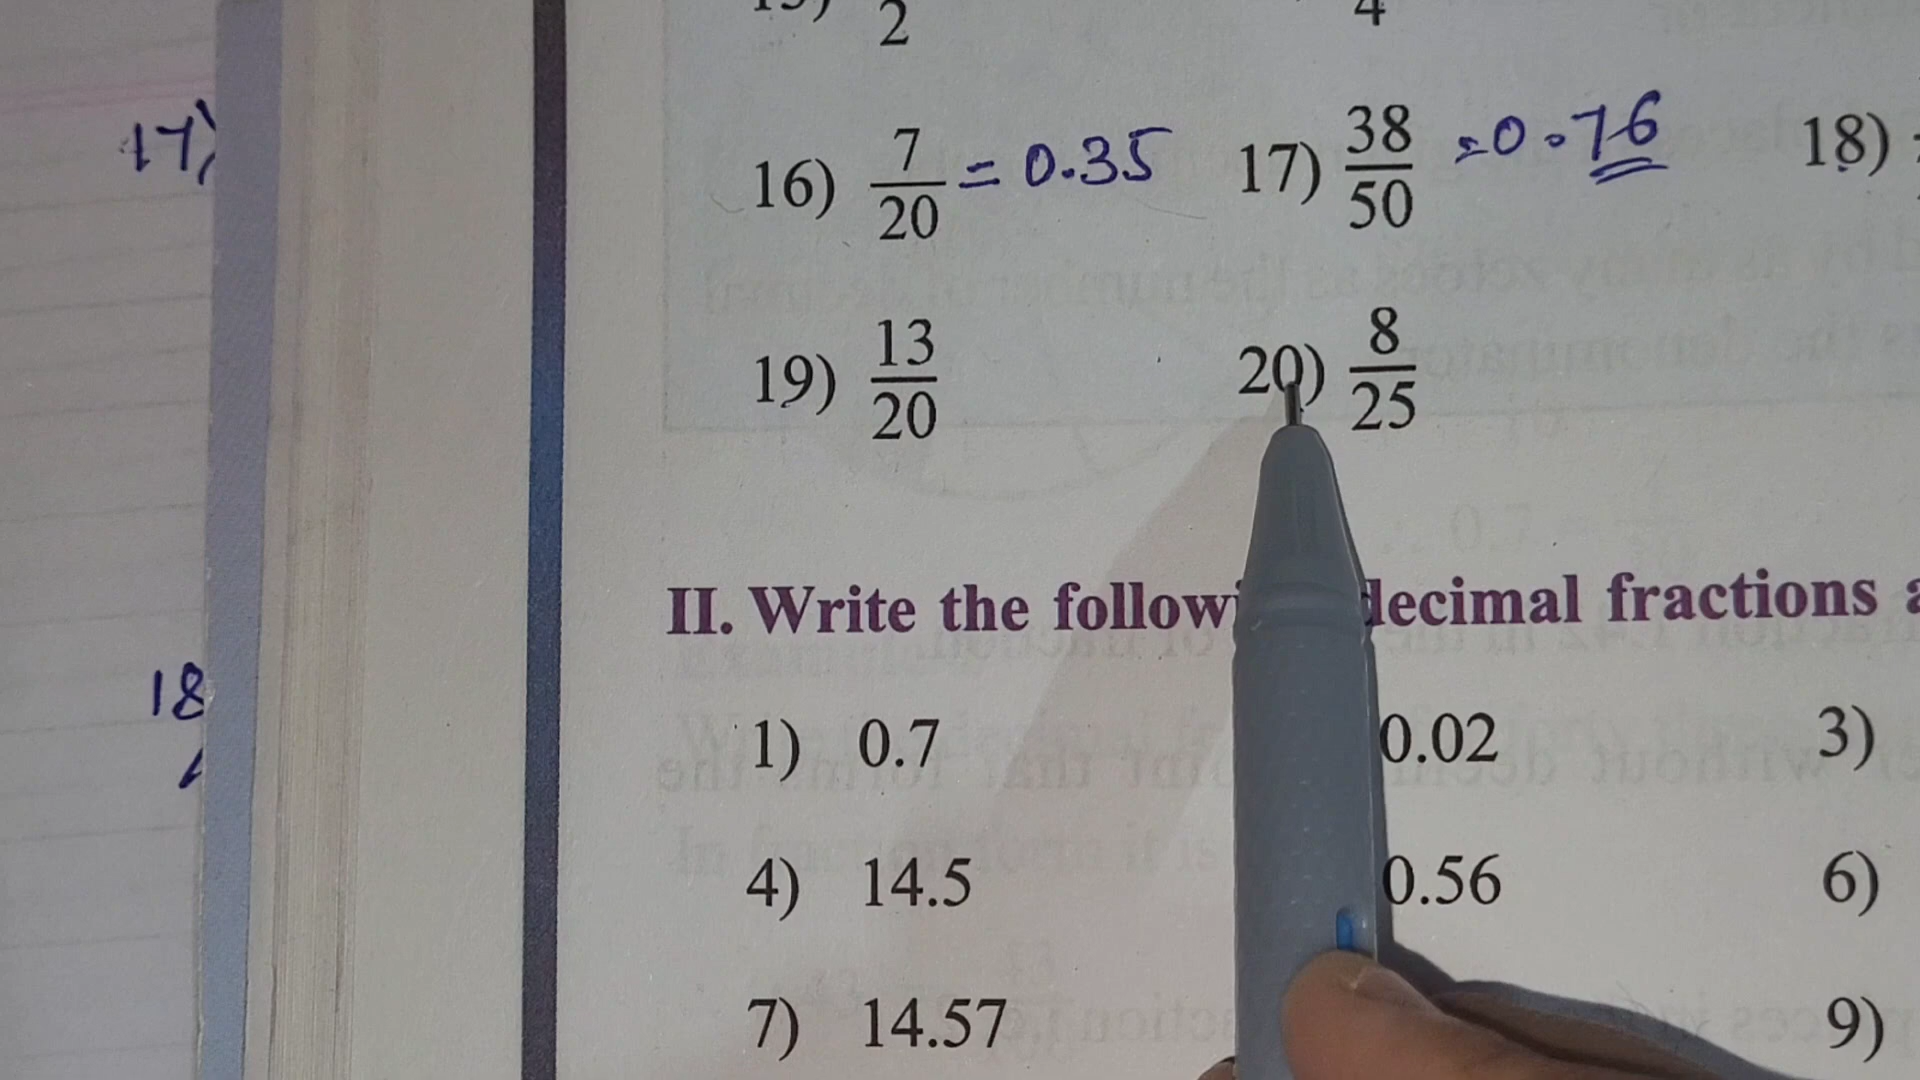 2 4
17) 16) 7/20 = 0.35 17) 38/50 = 0.76 18)
19) 13/20 20) 8/25
II. Write the decimal fractions
18 1) 0.7 0.02 3)
4) 14.5 0.56 6)
7) 14.57 9)